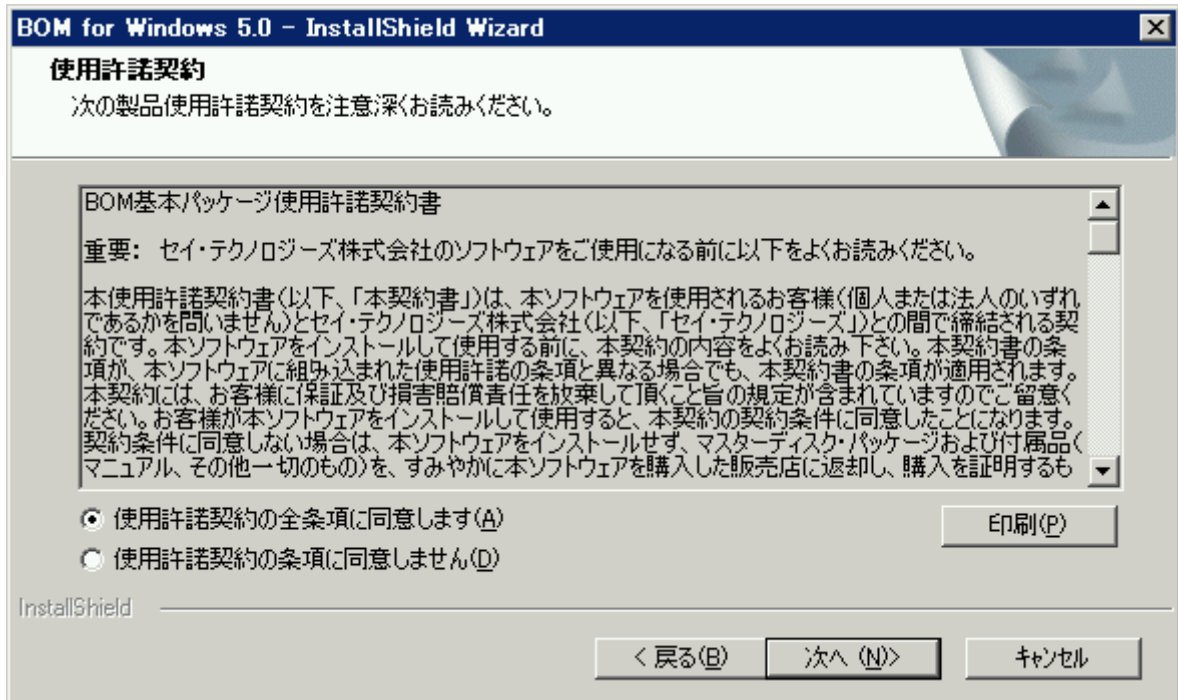 BOM for Windows 5.0 - InstallShield Wizard
使用許諾契約
次の製品使用許諾契約を注意深くお読みください。
BOM基本パッケージ使用許諾契約書
重要: セイ・テクノロジーズ株式会社のソフトウェアをご使用になる前に以下をよくお読みください。
本使用許諾契約書(以下、「本契約書」)は、本ソフトウェアを使用されるお客様(個人または法人のいずれ
であるかを問いません)とセイ・テクノロジーズ株式会社(以下、「セイ・テクノロジーズ」)との間で締結される契
約です。本ソフトウェアをインストールして使用する前に、本契約の内容をよくお読み下さい。本契約書の条
項が、本ソフトウェアに組み込まれた使用許諾の条項と異なる場合でも、本契約書の条項が適用されます。
本契約には、お客様に保証及び損害賠償責任を放棄して頂くこと旨の規定が含まれていますのでご留意く
ださい。お客様が本ソフトウェアをインストールして使用すると、本契約の契約条件に同意したことになります。
契約条件に同意しない場合は、本ソフトウェアをインストールせず、マスターディスク・パッケージおよび付属品(
マニュアル、その他一切のもの)を、すみやかに本ソフトウェアを購入した販売店に返却し、購入を証明するも
使用許諾契約の全条項に同意します(A)
印刷(P)
使用許諾契約の条項に同意しません(D)
InstallShield
< 戻る(B)
次へ (N)>
キャンセル